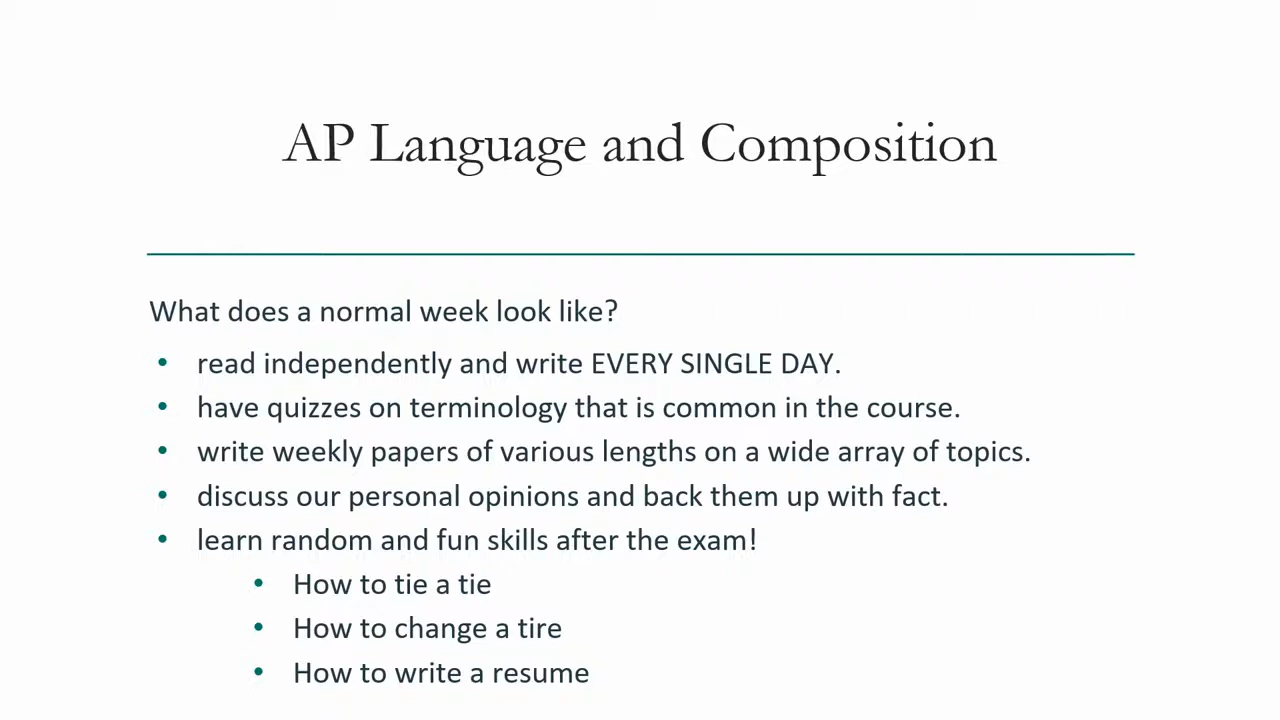 AP Language and Composition
What does a normal week look like?
• read independently and write EVERY SINGLE DAY.
• have quizzes on terminology that is common in the course.
• write weekly papers of various lengths on a wide array of topics.
• discuss our personal opinions and back them up with fact.
• learn random and fun skills after the exam!
• How to tie a tie
• How to change a tire
• How to write a resume